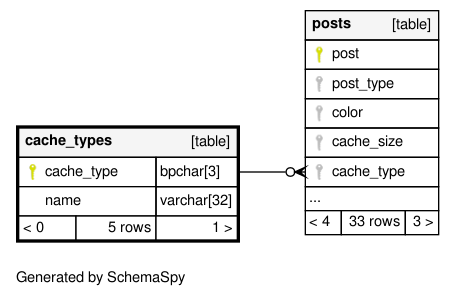 posts [table]
post
post_type
color
cache_size
cache_type
...
< 4 33 rows 3 >
cache_types [table]
cache_type bpchar[3]
name varchar[32]
< 0 5 rows 1 >
Generated by SchemaSpy